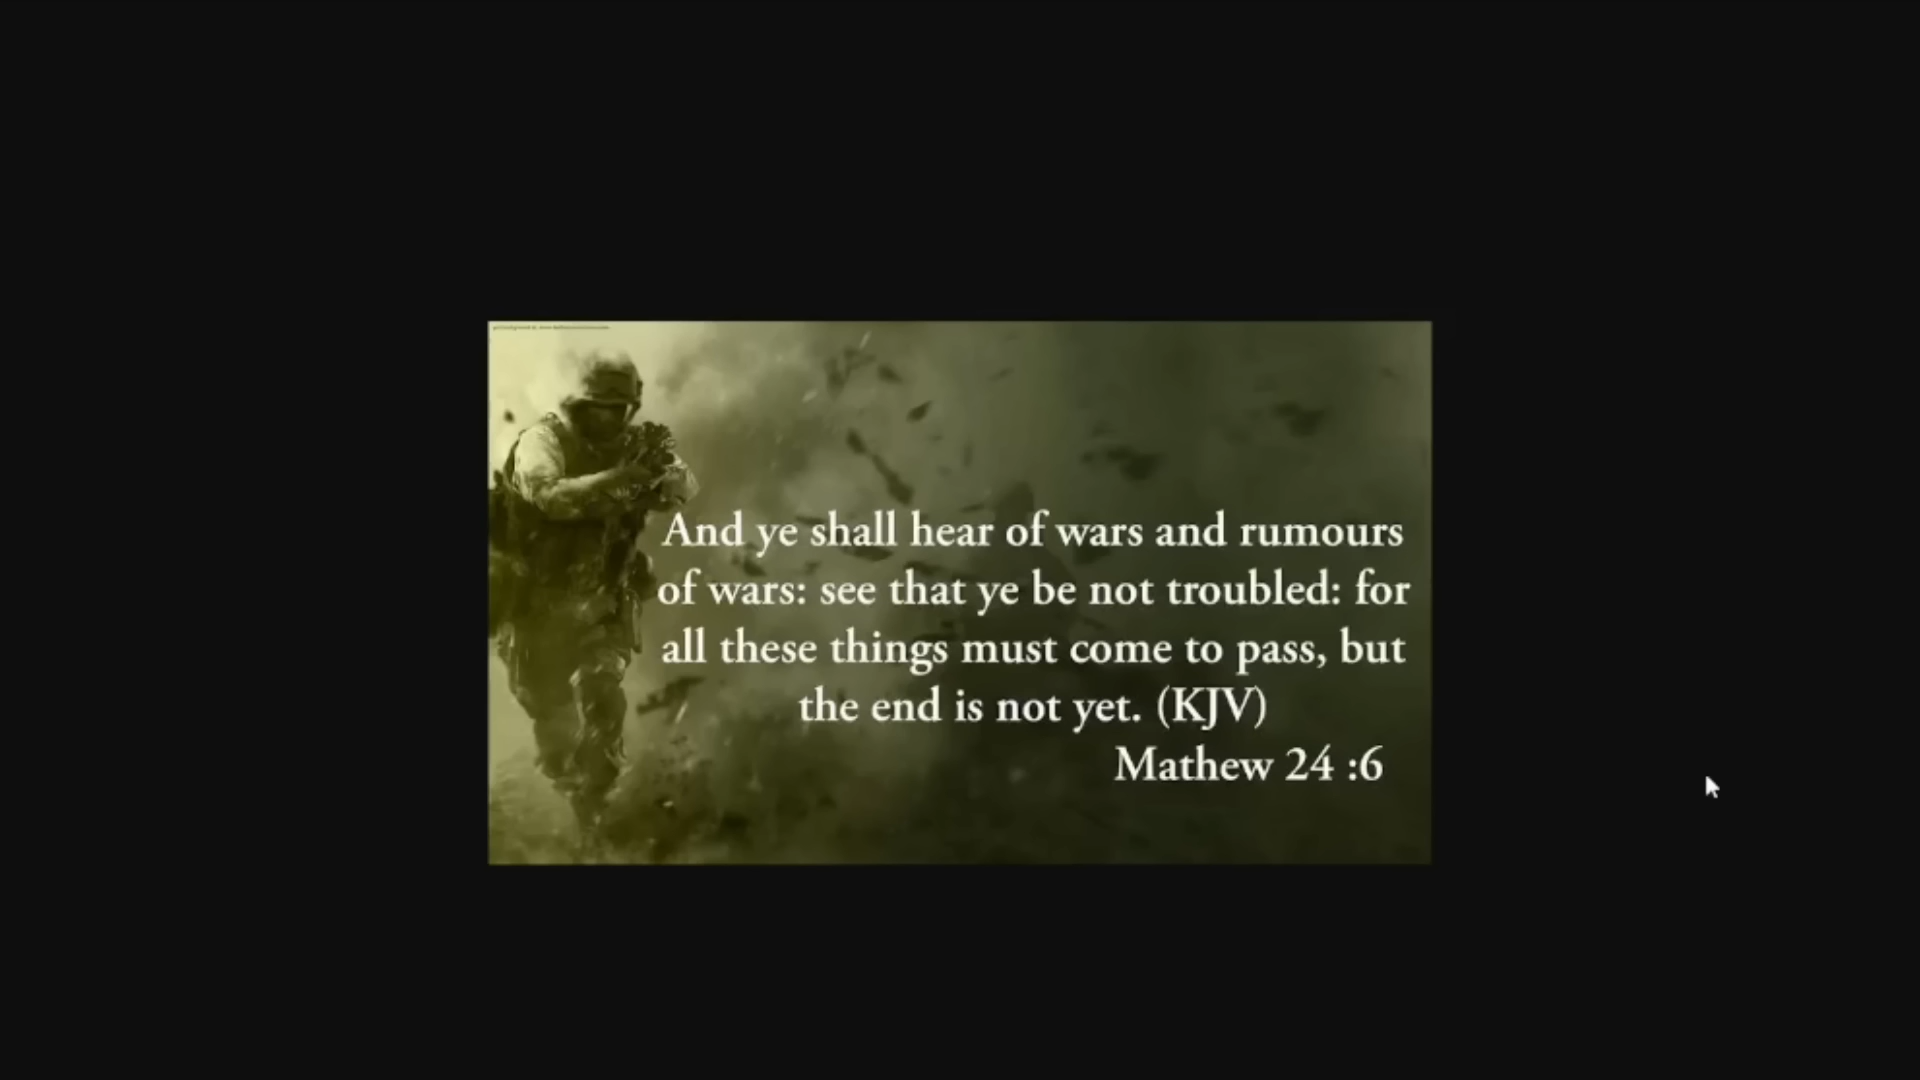 And ye shall hear of wars and rumours
of wars: see that ye be not troubled: for
all these things must come to pass, but
the end is not yet. (KJV)
Mathew 24 :6